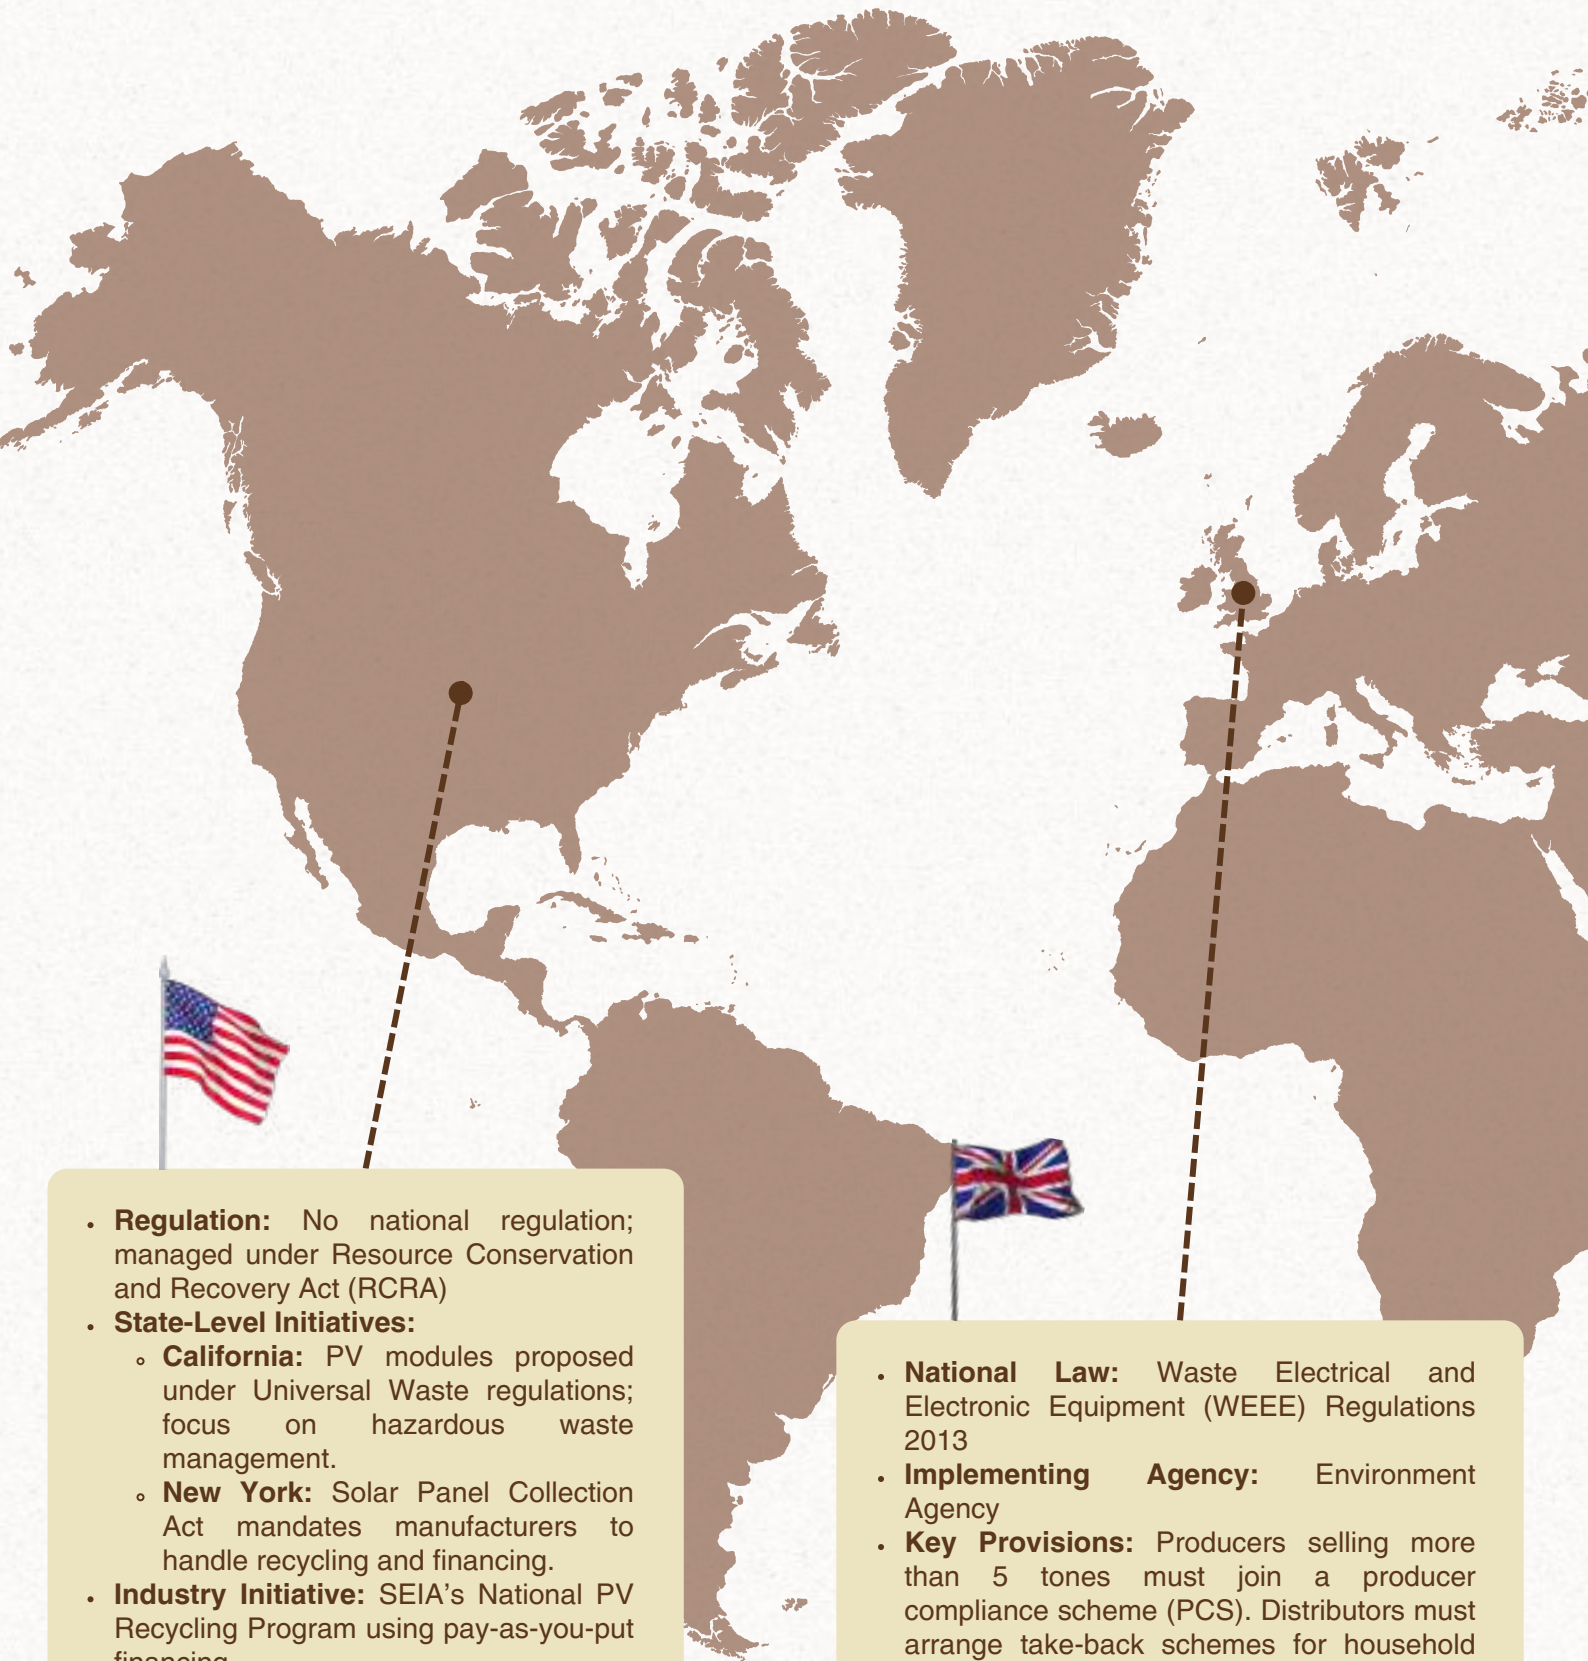 • Regulation: No national regulation;
managed under Resource Conservation
and Recovery Act (RCRA)
• State-Level Initiatives:
◦ California: PV modules proposed
under Universal Waste regulations;
focus on hazardous waste
management.
◦ New York: Solar Panel Collection
Act mandates manufacturers to
handle recycling and financing.
• Industry Initiative: SEIA's National PV
Recycling Program using pay-as-you-put
financing
• National Law: Waste Electrical and
Electronic Equipment (WEEE) Regulations
2013
• Implementing Agency: Environment
Agency
• Key Provisions: Producers selling more
than 5 tones must join a producer
compliance scheme (PCS). Distributors must
arrange take-back schemes for household